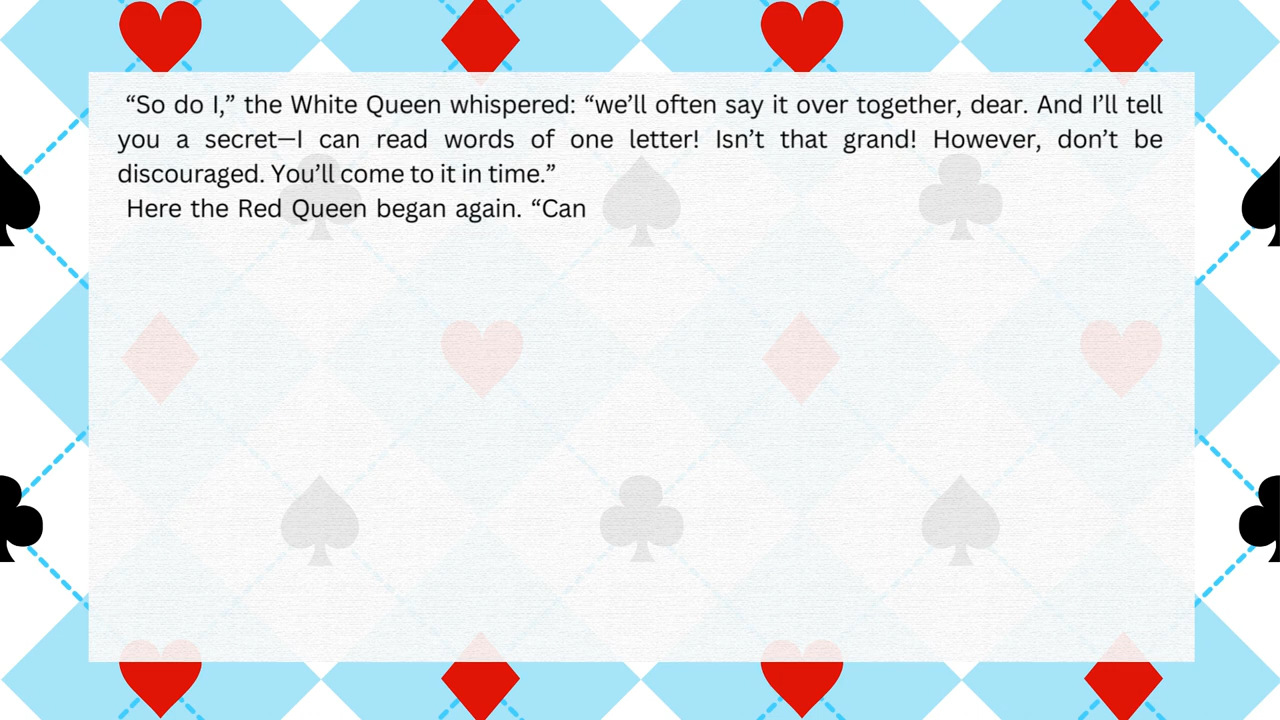 “So do I,” the White Queen whispered: “we’ll often say it over together, dear. And I’ll tell
you a secret—I can read words of one letter! Isn’t that grand! However, don’t be
discouraged. You’ll come to it in time.”
Here the Red Queen began again. “Can